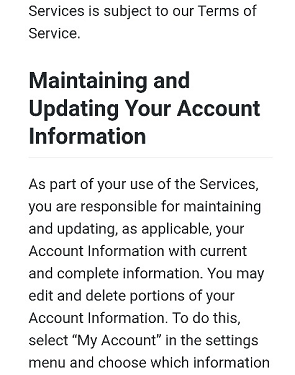 Services is subject to our Terms of
Service.
Maintaining and
Updating Your Account
Information
As part of your use of the Services,
you are responsible for maintaining
and updating, as applicable, your
Account Information with current
and complete information. You may
edit and delete portions of your
Account Information. To do this,
select “My Account” in the settings
menu and choose which information